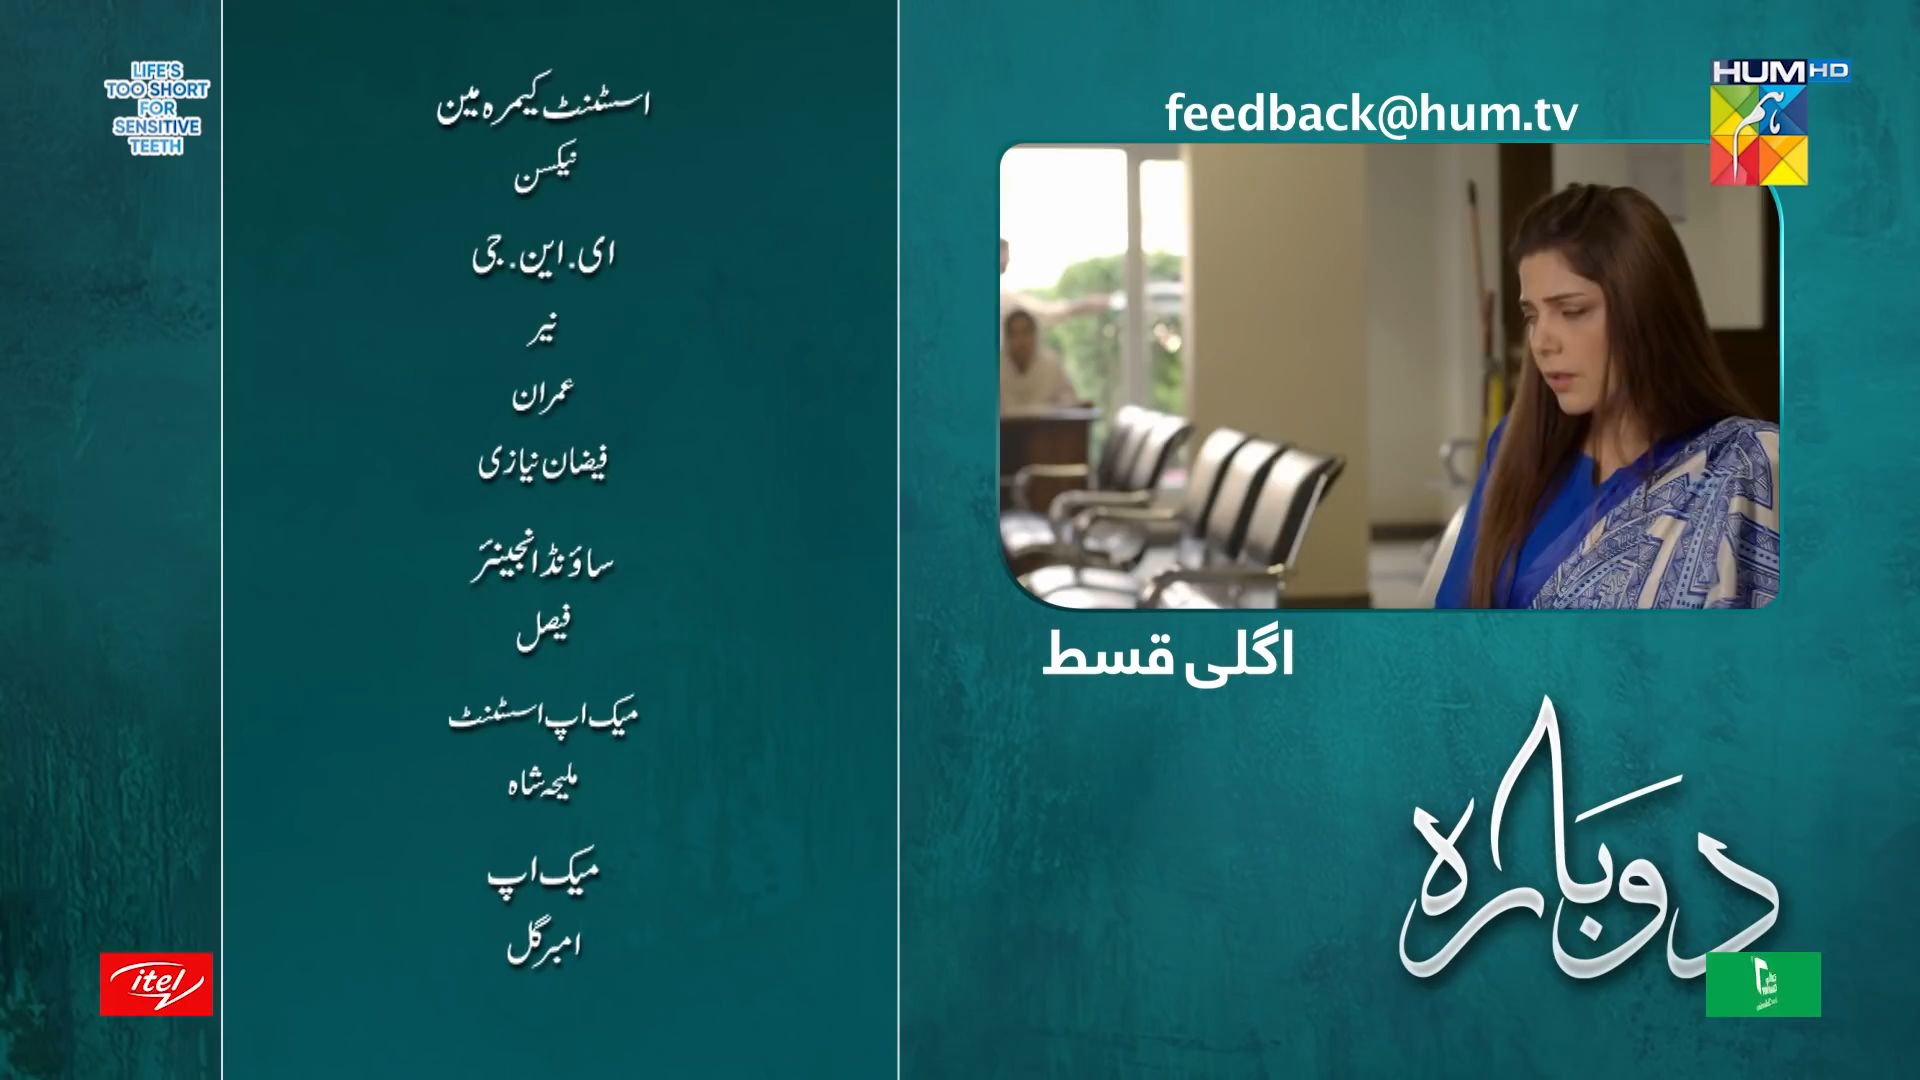 LIFE'S
TOO SHORT
FOR
SENSITIVE
TEETH
اسسٹنٹ کیمرہ مین
نیکسن
ای.این.جی
نیر
عمران
فیضان نیازی
ساؤنڈ انجینئر
فیصل
میک اپ اسسٹنٹ
ملیحہ شاہ
میک اپ
امبر گل
itel
feedback@hum.tv
HUM HD
ہم
اگلی قسط
دوبارہ